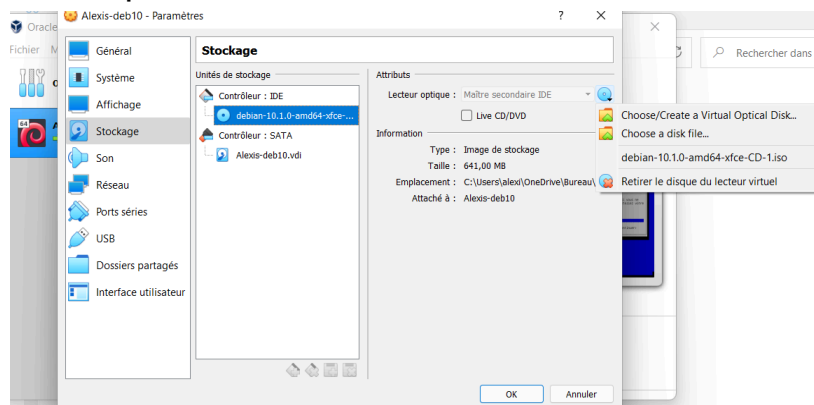 Alexis-deb10 - Paramètres
? ×
Oracle
Fichier M
Rechercher dans
Général
Système
Affichage
Stockage
Son
Réseau
Ports séries
USB
Dossiers partagés
Interface utilisateur
Stockage
Unités de stockage
Contrôleur : IDE
debian-10.1.0-amd64-xfce-...
Contrôleur : SATA
Alexis-deb10.vdi
Attributs
Lecteur optique : Maître secondaire IDE
Live CD/DVD
Information
Type : Image de stockage
Taille : 641,00 MB
Emplacement : C:\Users\alexi\OneDrive\Bureau\
Attaché à : Alexis-deb10
Choose/Create a Virtual Optical Disk...
Choose a disk file...
debian-10.1.0-amd64-xfce-CD-1.iso
Retirer le disque du lecteur virtuel
OK
Annuler